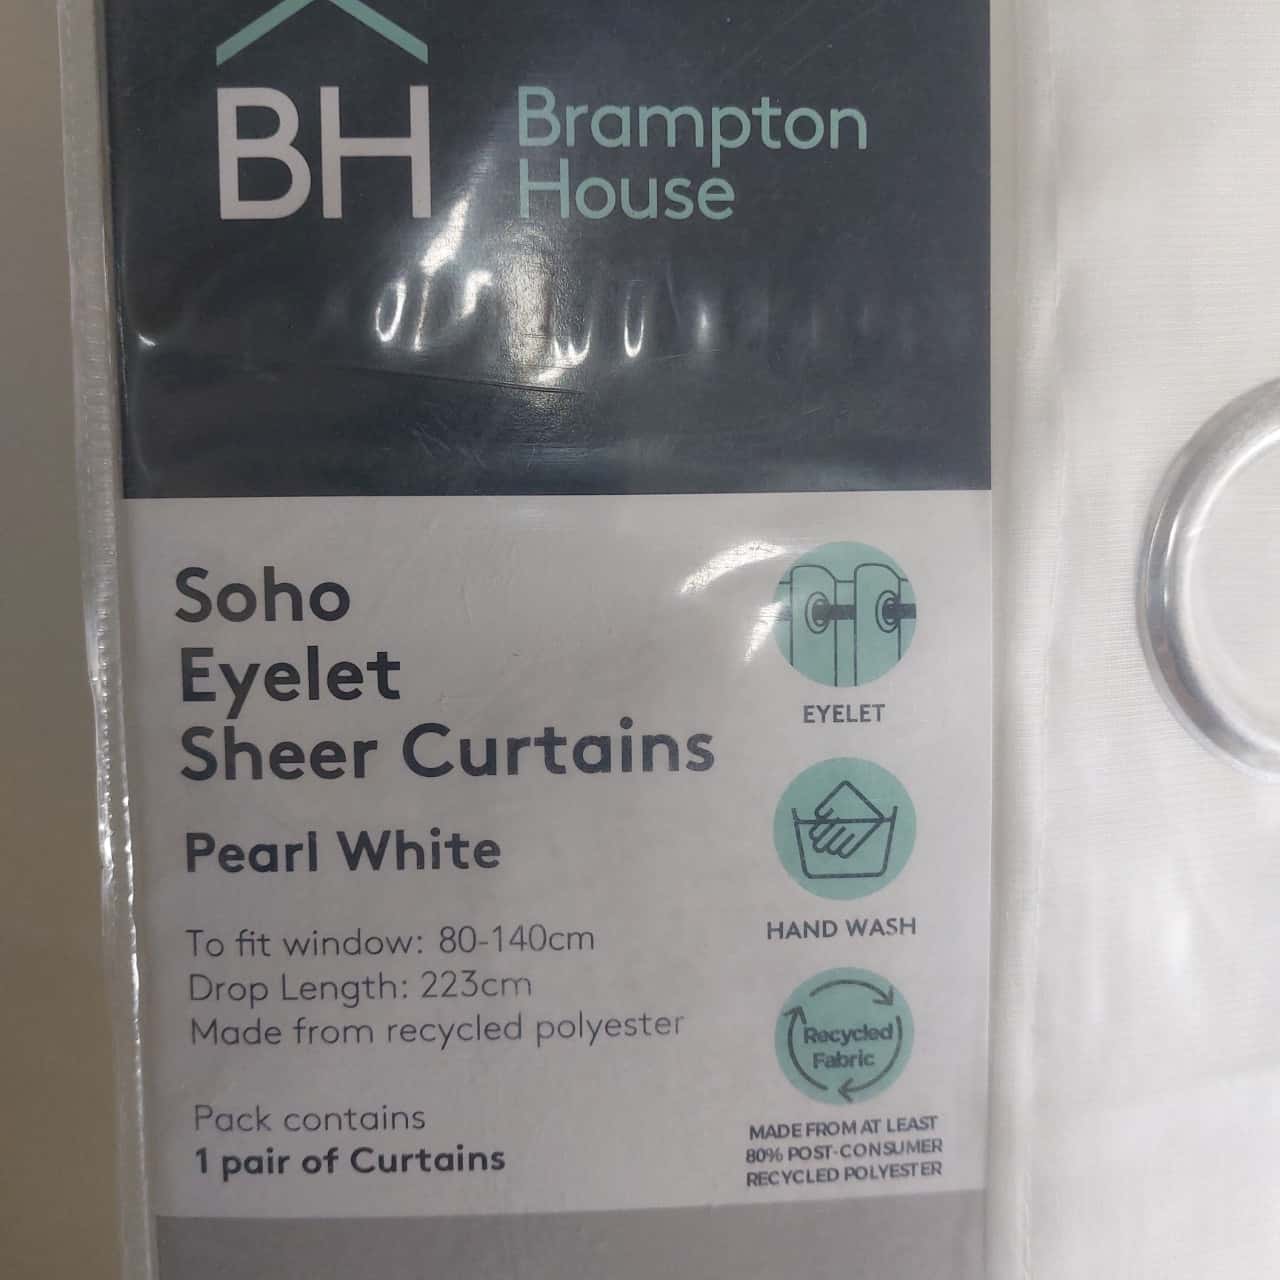 BH
Brampton
House
Soho
Eyelet
Sheer Curtains
Pearl White
To fit window: 80-140cm
Drop Length: 223cm
Made from recycled polyester
Pack contains
1 pair of Curtains
EYELET
HAND WASH
Recycled
Fabric
MADE FROM AT LEAST
80% POST-CONSUMER
RECYCLED POLYESTER